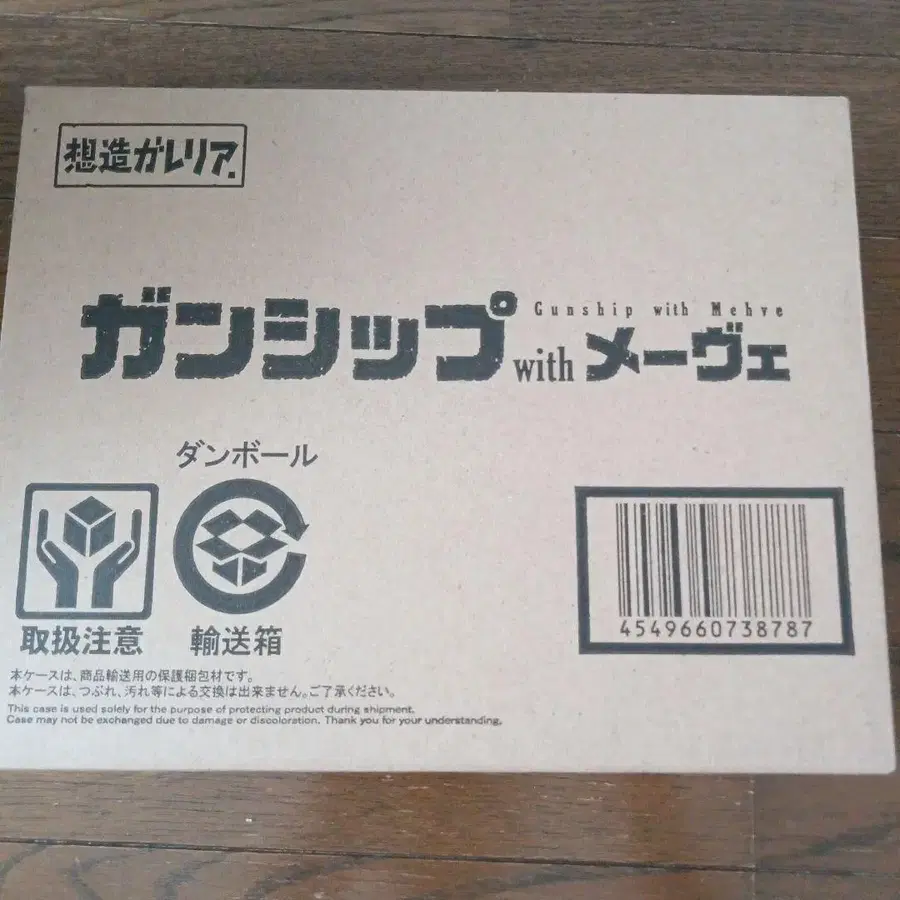 想造ガレリア.
Gunship with Mehve
ガンシップ with メーヴェ
ダンボール
取扱注意
輸送箱
4549660738787
本ケースは、商品輸送用の保護梱包材です。
本ケースは、つぶれ、汚れ等による交換は出来ません。ご了承ください。
This case is used solely for the purpose of protecting product during shipment.
Case may not be exchanged due to damage or discoloration. Thank you for your understanding.